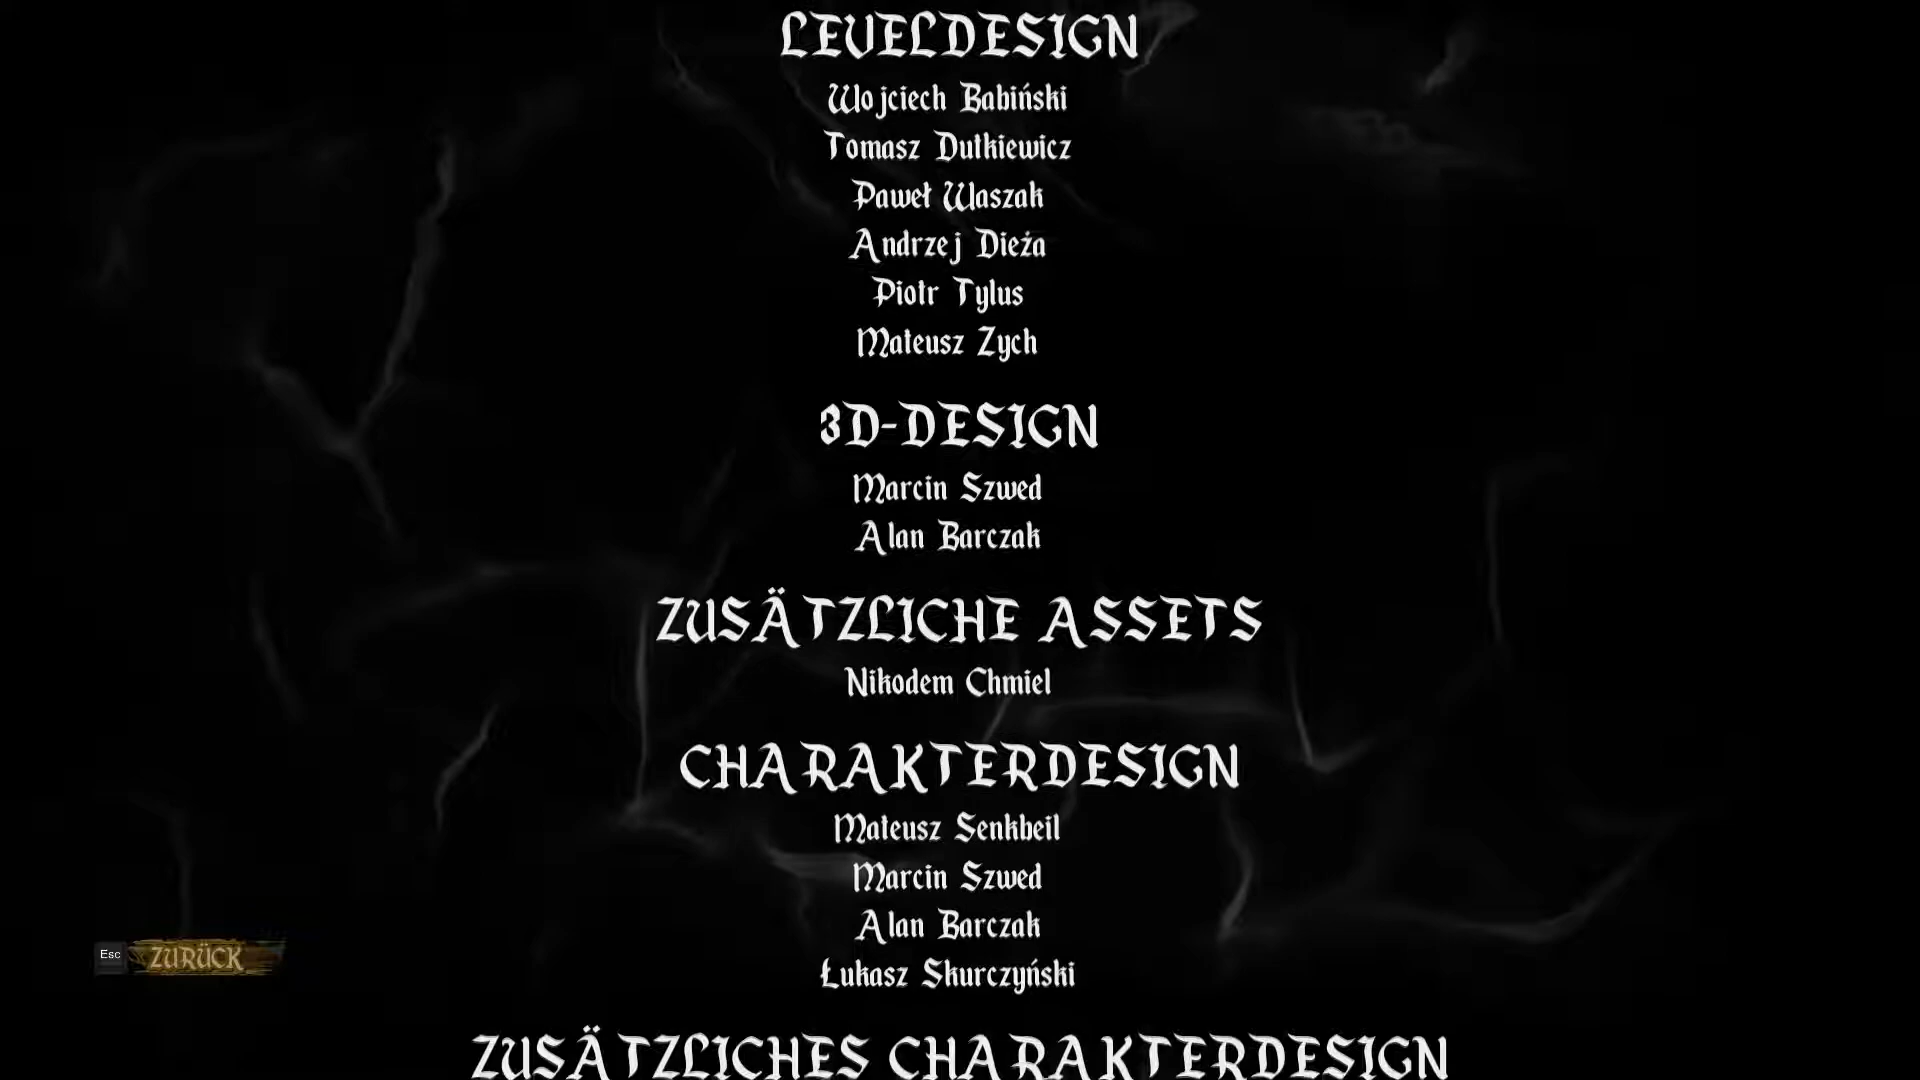 LEVELDESIGN
Wojciech Babiński
Tomasz Dutkiewicz
Paweł Waszak
Andrzej Dieża
Piotr Tylus
Mateusz Zych
3D-DESIGN
Marcin Szwed
Alan Barczak
ZUSÄTZLICHE ASSETS
Nikodem Chmiel
CHARAKTERDESIGN
Mateusz Senkbeil
Marcin Szwed
Alan Barczak
Łukasz Skurczyński
Esc ZURÜCK
ZUSÄTZLICHES CHARAKTERDESIGN